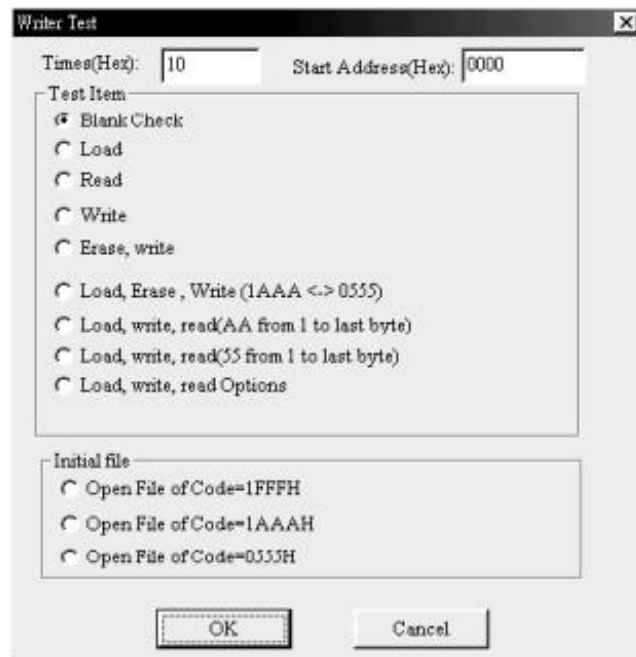 Writer Test
Times(Hex): 10 Start Address(Hex): 0000
Test Item
Blank Check
Load
Read
Write
Erase, write
Load, Erase , Write (1AAA <-> 0555)
Load, write, read(AA from 1 to last byte)
Load, write, read(55 from 1 to last byte)
Load, write, read Options
Initial file
Open File of Code=1FFFH
Open File of Code=1AAAH
Open File of Code=0555H
OK Cancel